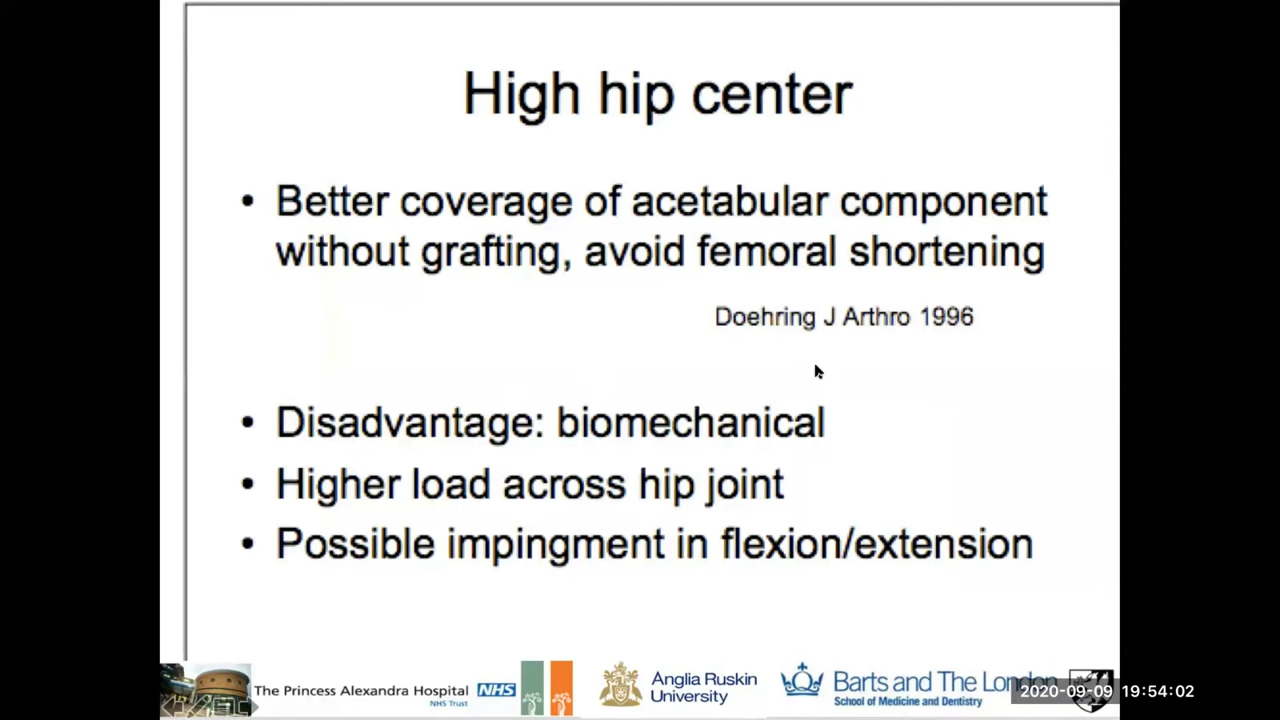 High hip center
• Better coverage of acetabular component
without grafting, avoid femoral shortening
Doehring J Arthro 1996
• Disadvantage: biomechanical
• Higher load across hip joint
• Possible impingment in flexion/extension
The Princess Alexandra Hospital NHS
NHS Trust
Anglia Ruskin
University
Barts and The London
School of Medicine and Dentistry
2020-09-09 19:54:02